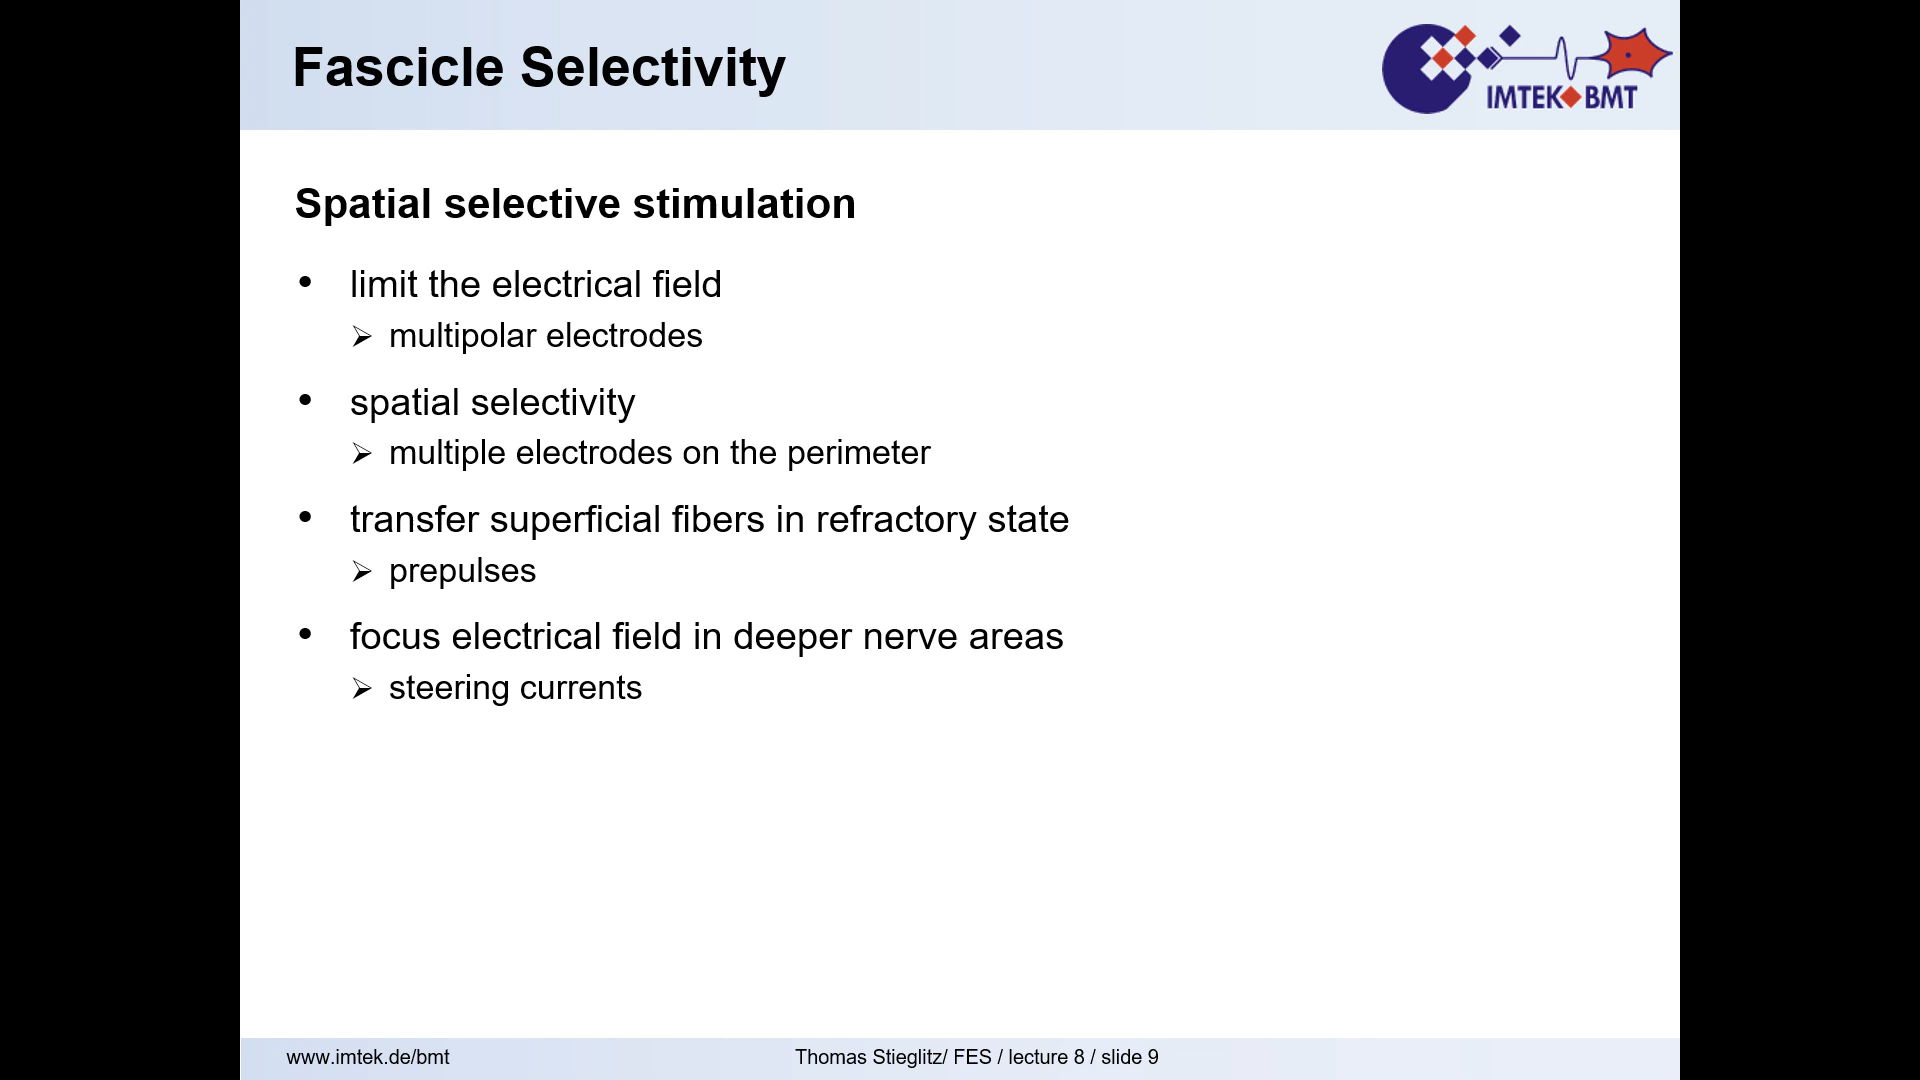 Fascicle Selectivity
IMTEK BMT
Spatial selective stimulation
• limit the electrical field
➢ multipolar electrodes
• spatial selectivity
➢ multiple electrodes on the perimeter
• transfer superficial fibers in refractory state
➢ prepulses
• focus electrical field in deeper nerve areas
➢ steering currents
www.imtek.de/bmt
Thomas Stieglitz/ FES / lecture 8 / slide 9